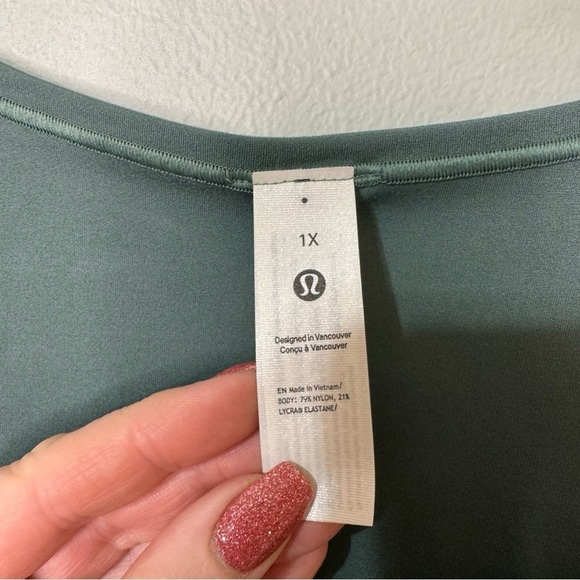 1X
Designed in Vancouver
Conçu à Vancouver
EN Made in Vietnam/
BODY: 79% NYLON, 21%
LYCRA® ELASTANE/